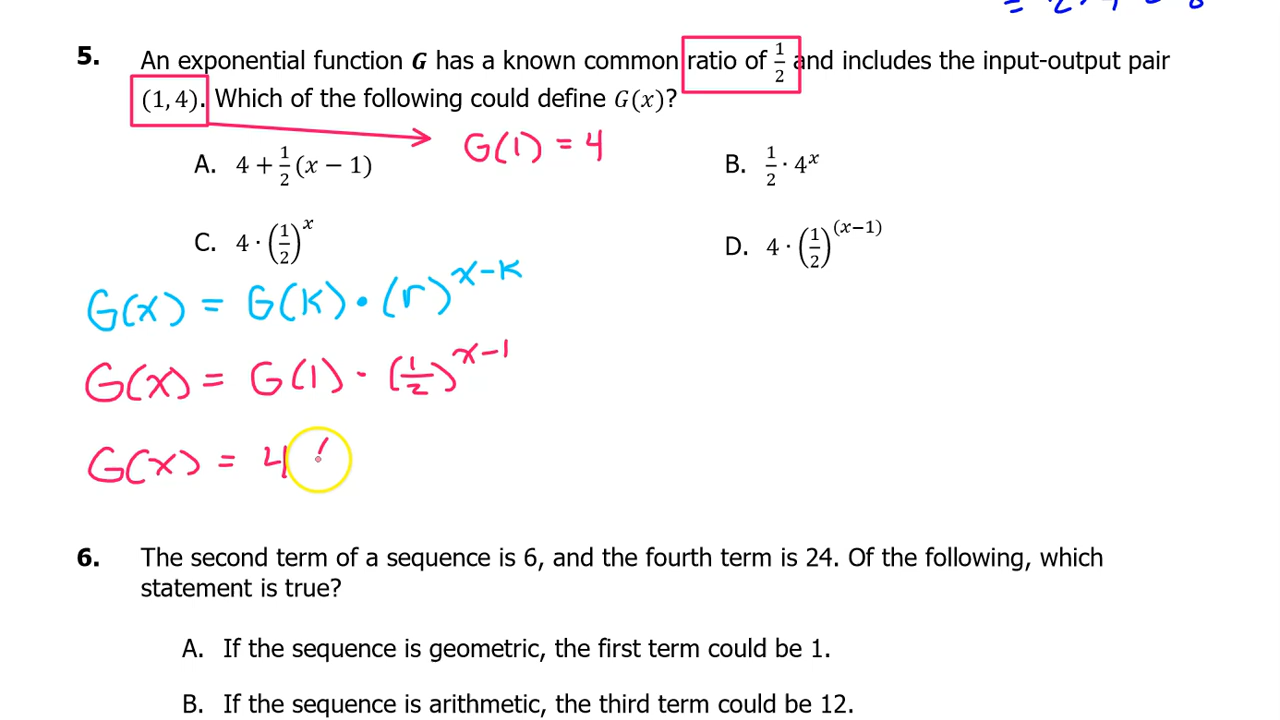 5. An exponential function G has a known common ratio of 1/2 and includes the input-output pair
(1, 4). Which of the following could define G(x)?
G(1) = 4
A. 4 + 1/2 (x − 1)
B. 1/2 · 4^x
C. 4 · (1/2)^x
D. 4 · (1/2)^(x−1)
G(x) = G(K) · (r)^x−K
G(x) = G(1) · (1/2)^x−1
G(x) = 4 (
6. The second term of a sequence is 6, and the fourth term is 24. Of the following, which
statement is true?
A. If the sequence is geometric, the first term could be 1.
B. If the sequence is arithmetic, the third term could be 12.